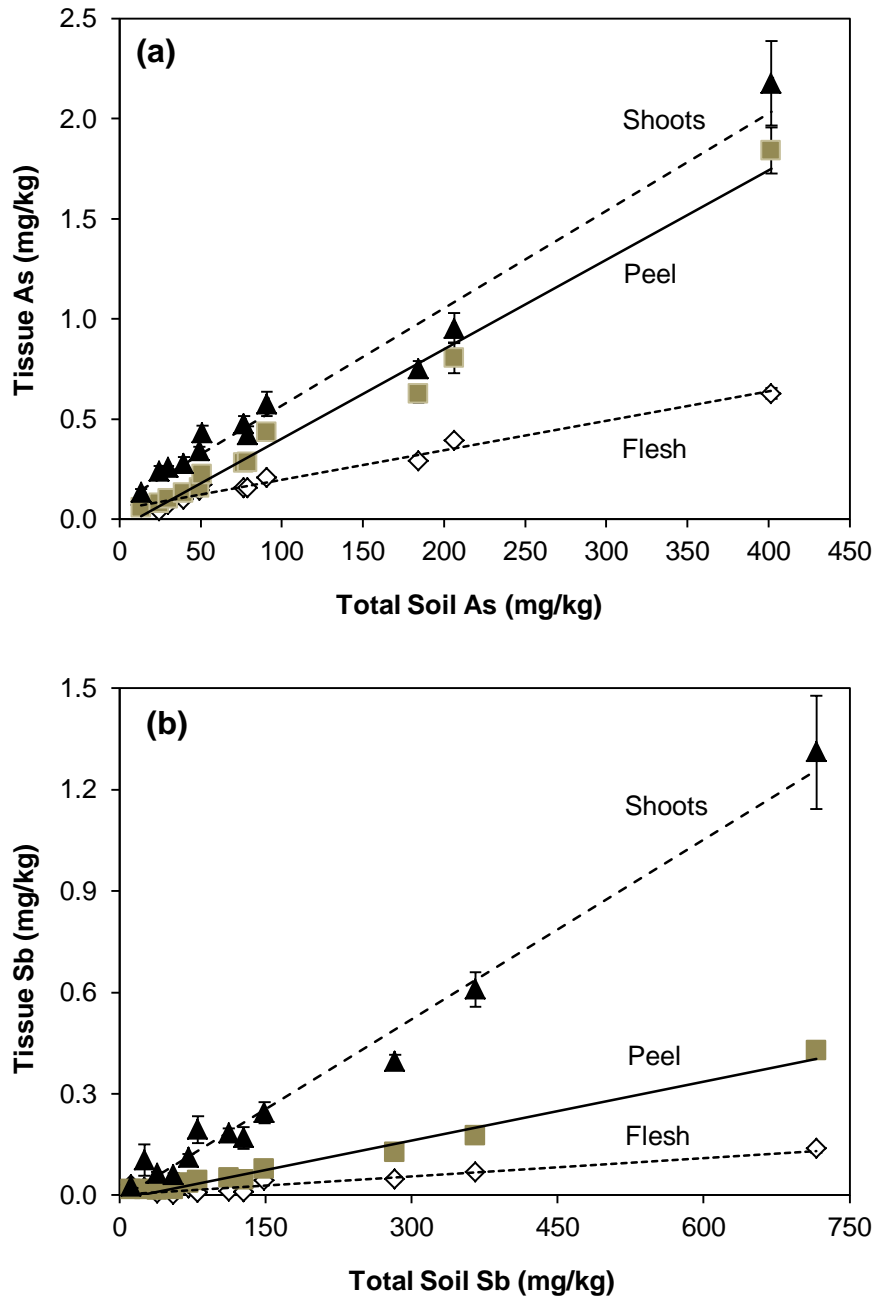 (a)
2.5
2.0
1.5
1.0
0.5
0.0
Tissue As (mg/kg)
Shoots
Peel
Flesh
0 50 100 150 200 250 300 350 400 450
Total Soil As (mg/kg)
(b)
1.5
1.2
0.9
0.6
0.3
0.0
Tissue Sb (mg/kg)
Shoots
Peel
Flesh
0 150 300 450 600 750
Total Soil Sb (mg/kg)